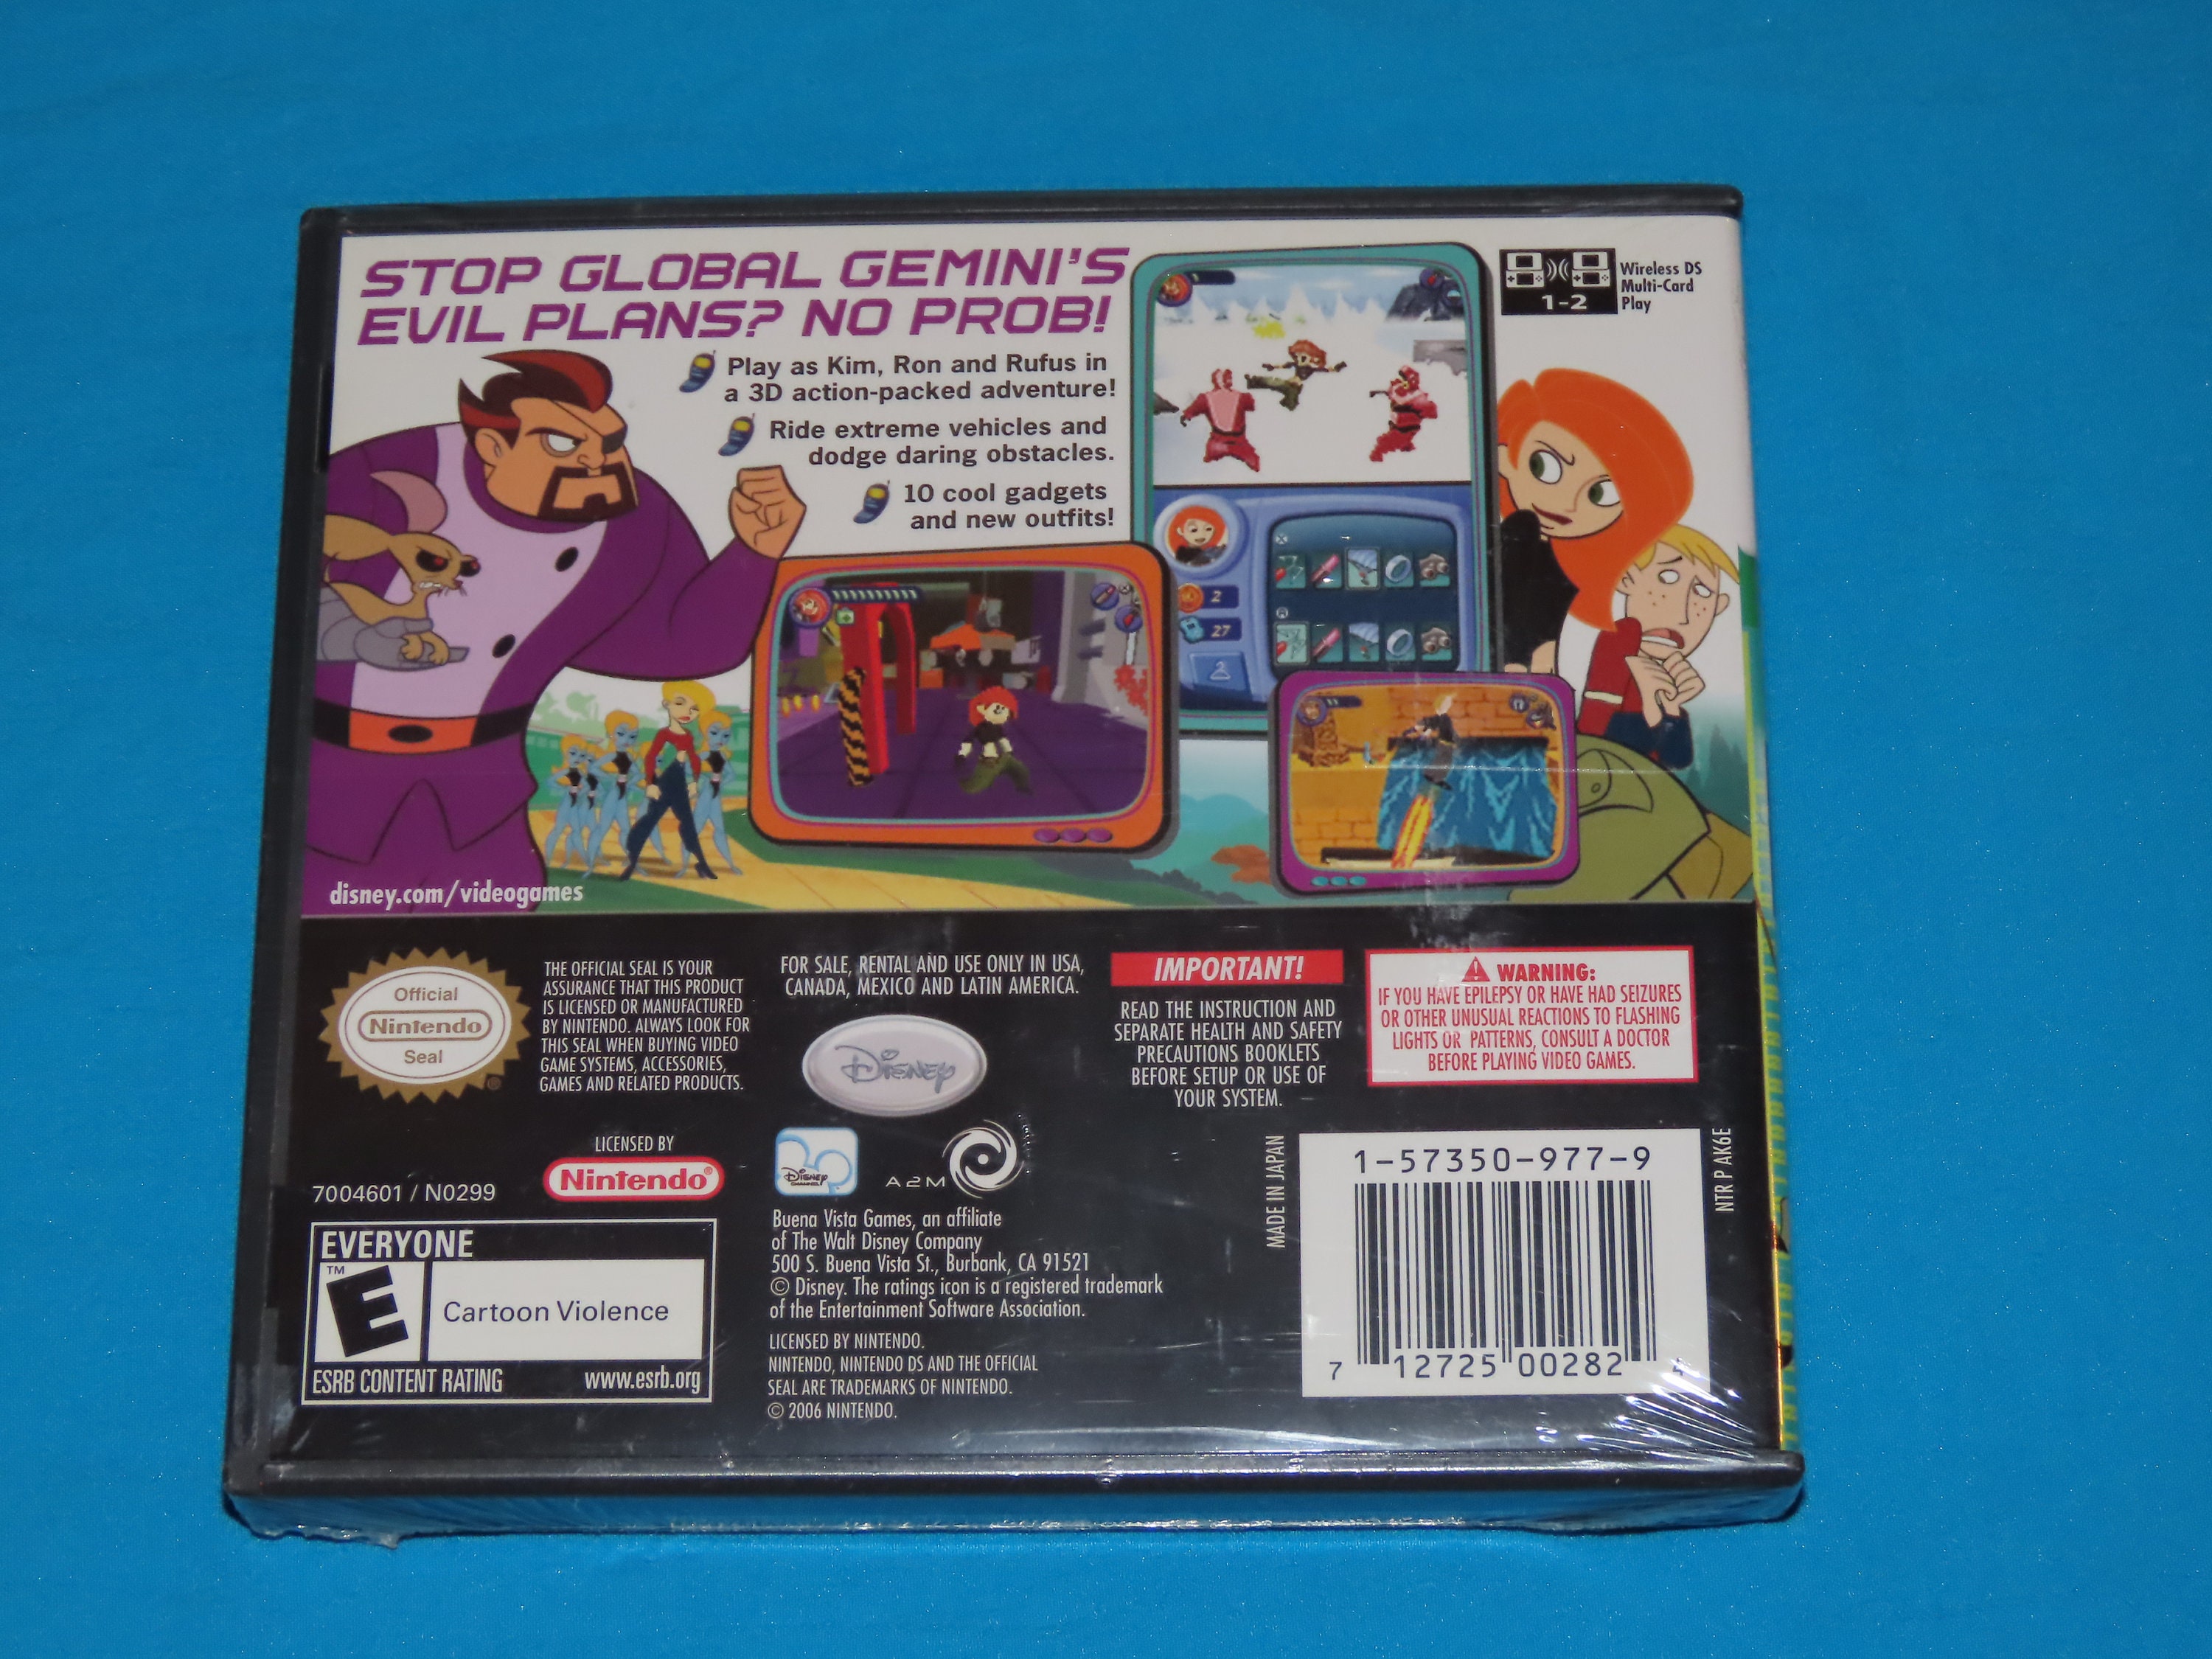 STOP GLOBAL GEMINI'S
EVIL PLANS? NO PROB!
Play as Kim, Ron and Rufus in
a 3D action-packed adventure!
Ride extreme vehicles and
dodge daring obstacles.
10 cool gadgets
and new outfits!
1-2
Wireless DS
Multi-Card
Play
X
2
27
R
disney.com/videogames
Official
Nintendo
Seal
®
THE OFFICIAL SEAL IS YOUR
ASSURANCE THAT THIS PRODUCT
IS LICENSED OR MANUFACTURED
BY NINTENDO. ALWAYS LOOK FOR
THIS SEAL WHEN BUYING VIDEO
GAME SYSTEMS, ACCESSORIES,
GAMES AND RELATED PRODUCTS.
FOR SALE, RENTAL AND USE ONLY IN USA,
CANADA, MEXICO AND LATIN AMERICA.
Disney
IMPORTANT!
READ THE INSTRUCTION AND
SEPARATE HEALTH AND SAFETY
PRECAUTIONS BOOKLETS
BEFORE SETUP OR USE OF
YOUR SYSTEM.
WARNING:
IF YOU HAVE EPILEPSY OR HAVE HAD SEIZURES
OR OTHER UNUSUAL REACTIONS TO FLASHING
LIGHTS OR PATTERNS, CONSULT A DOCTOR
BEFORE PLAYING VIDEO GAMES.
LICENSED BY
Nintendo®
7004601 / N0299
EVERYONE
™
E
Cartoon Violence
ESRB CONTENT RATING www.esrb.org
Disney
CHANNEL
A2M
Buena Vista Games, an affiliate
of The Walt Disney Company
500 S. Buena Vista St., Burbank, CA 91521
© Disney. The ratings icon is a registered trademark
of the Entertainment Software Association.
LICENSED BY NINTENDO.
NINTENDO, NINTENDO DS AND THE OFFICIAL
SEAL ARE TRADEMARKS OF NINTENDO.
© 2006 NINTENDO.
MADE IN JAPAN
1-57350-977-9
7 12725 00282 4
NTR P AK6E